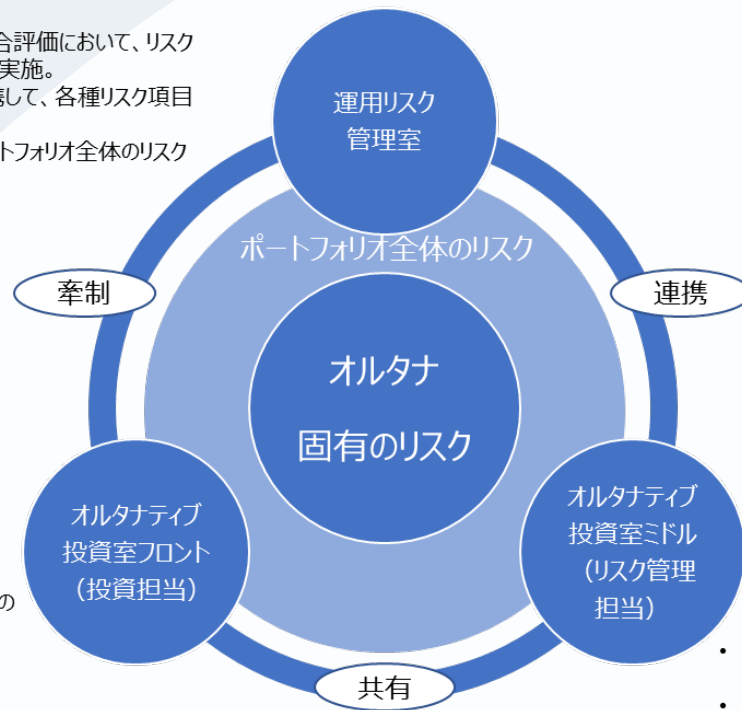 合評価において、リスク
実施。
携して、各種リスク項目
トフォリオ全体のリスク
運用リスク
管理室
ポートフォリオ全体のリスク
牽制
連携
オルタナ
固有のリスク
オルタナティブ
投資室フロント
（投資担当）
オルタナティブ
投資室ミドル
（リスク管理
担当）
の
共有
・
・